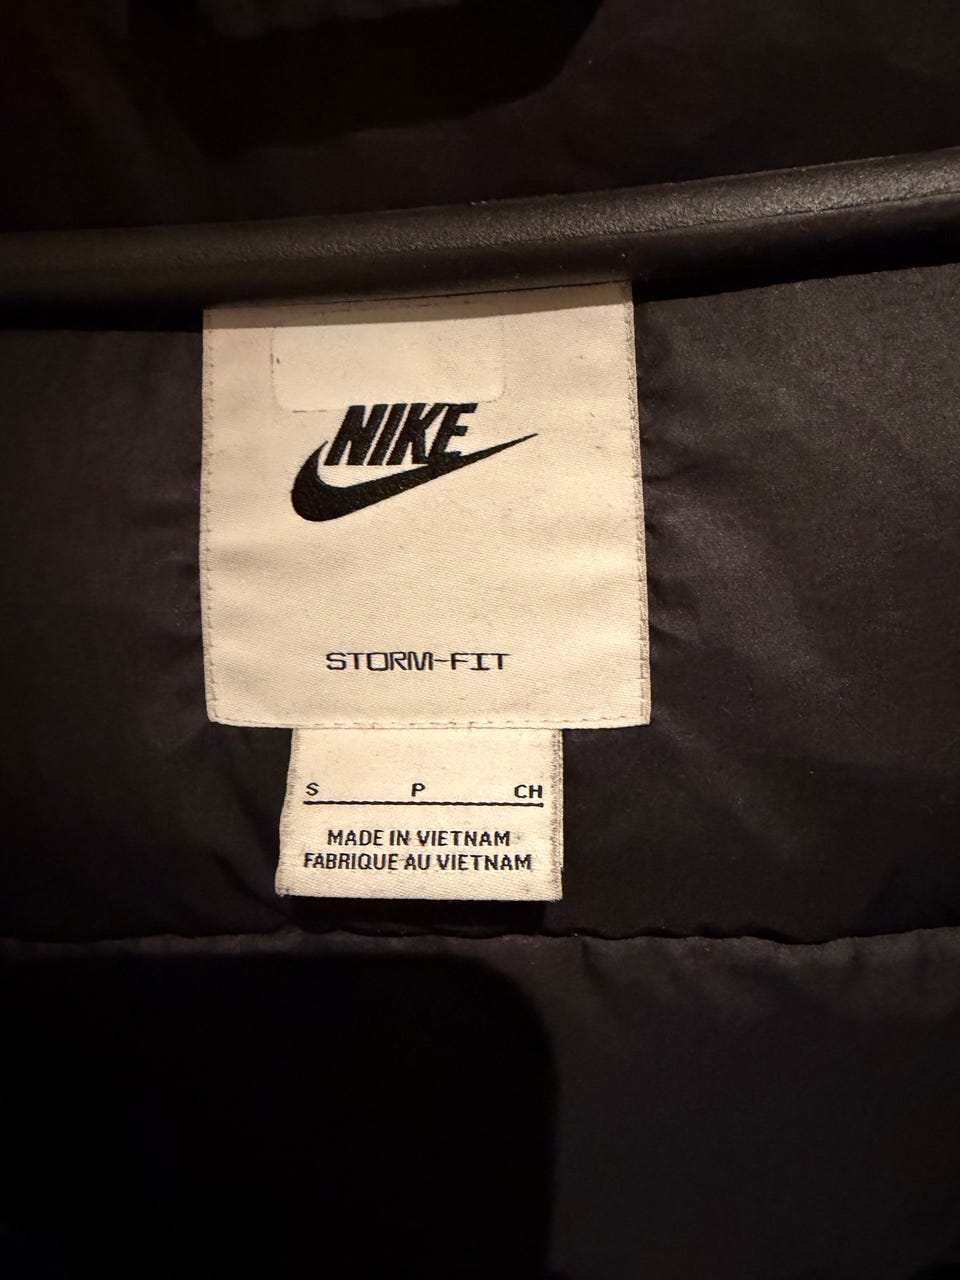 NIKE
STORM-FIT
S P CH
MADE IN VIETNAM
FABRIQUE AU VIETNAM